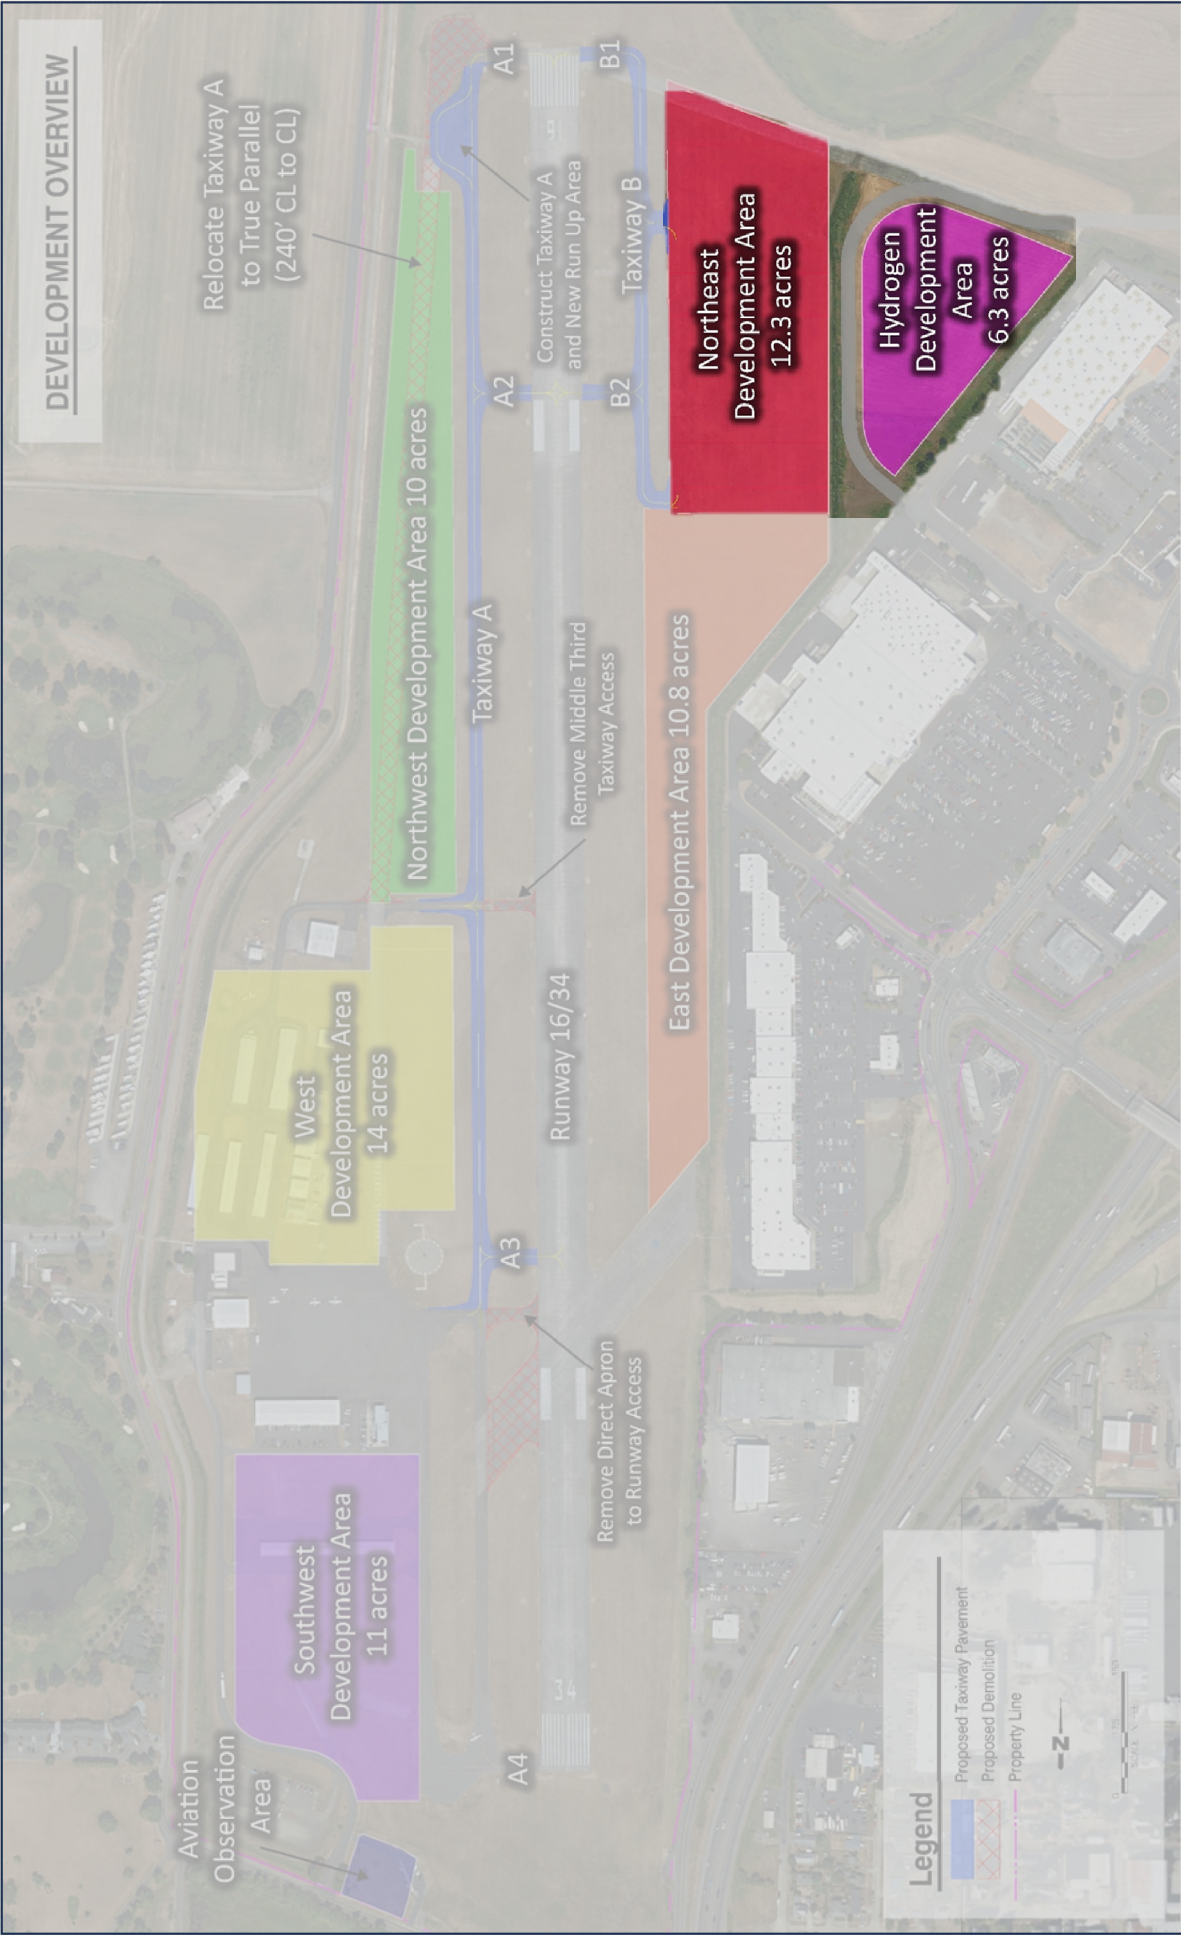 DEVELOPMENT OVERVIEW
Relocate Taxiway A
to True Parallel
(240' CL to CL)
A1
B1
Construct Taxiway A
and New Run Up Area
Taxiway B
A2
B2
Northeast
Development Area
12.3 acres
Hydrogen
Development
Area
6.3 acres
Northwest Development Area 10 acres
Taxiway A
Remove Middle Third
Taxiway Access
East Development Area 10.8 acres
West
Development Area
14 acres
Runway 16/34
A3
Remove Direct Apron
to Runway Access
Southwest
Development Area
11 acres
34
A4
Aviation
Observation
Area
Legend
Proposed Taxiway Pavement
Proposed Demolition
Property Line
N
0